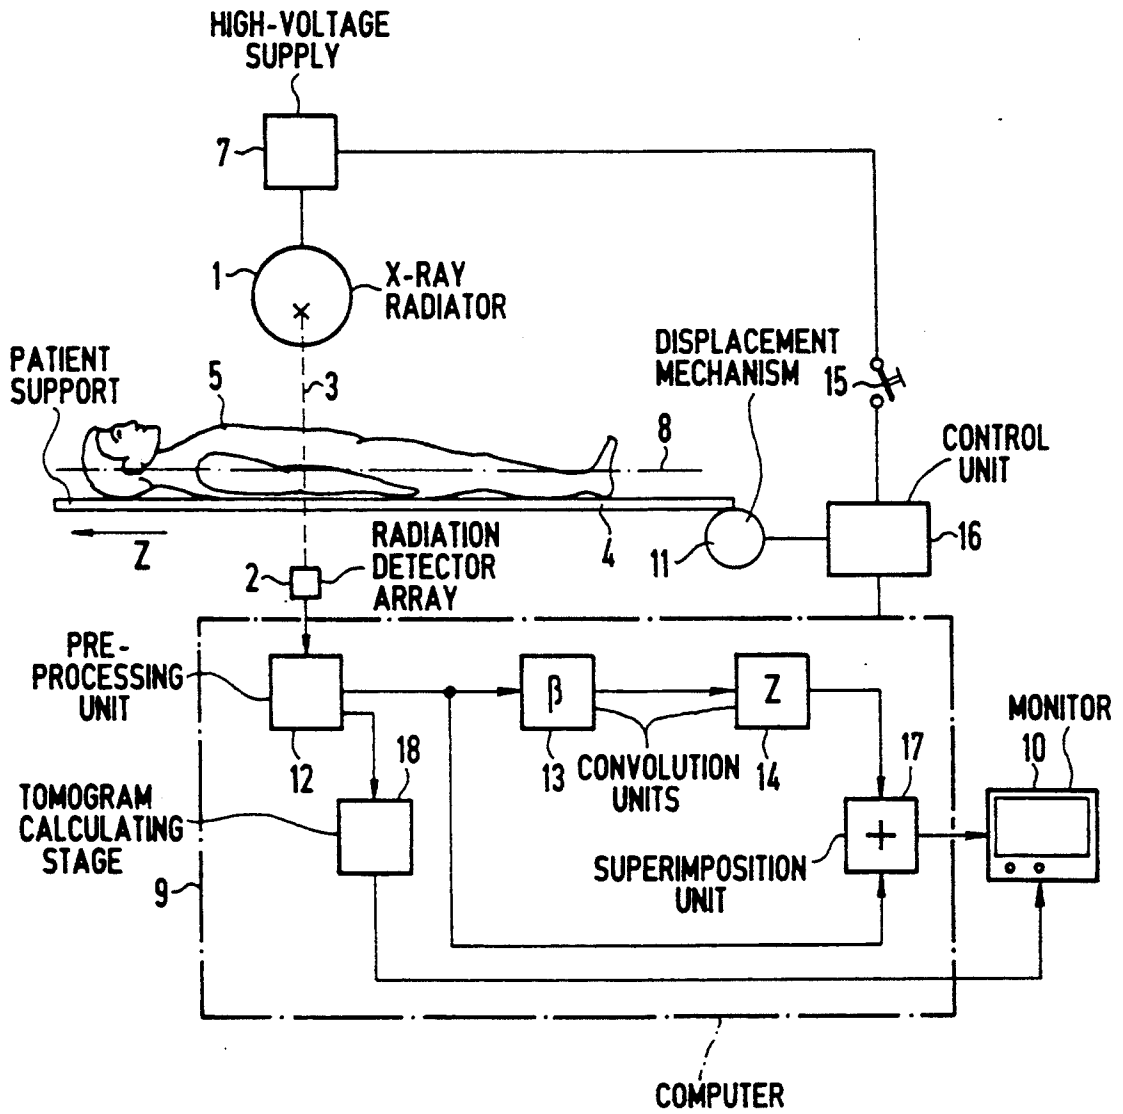 HIGH-VOLTAGE
SUPPLY
7
1
X-RAY
RADIATOR
PATIENT
SUPPORT
5
3
DISPLACEMENT
MECHANISM
15
8
CONTROL
UNIT
Z
RADIATION
DETECTOR
ARRAY
2
4
11
16
PRE-
PROCESSING
UNIT
12
β
13
CONVOLUTION
UNITS
Z
14
18
17
MONITOR
10
TOMOGRAM
CALCULATING
STAGE
9
+
SUPERIMPOSITION
UNIT
COMPUTER